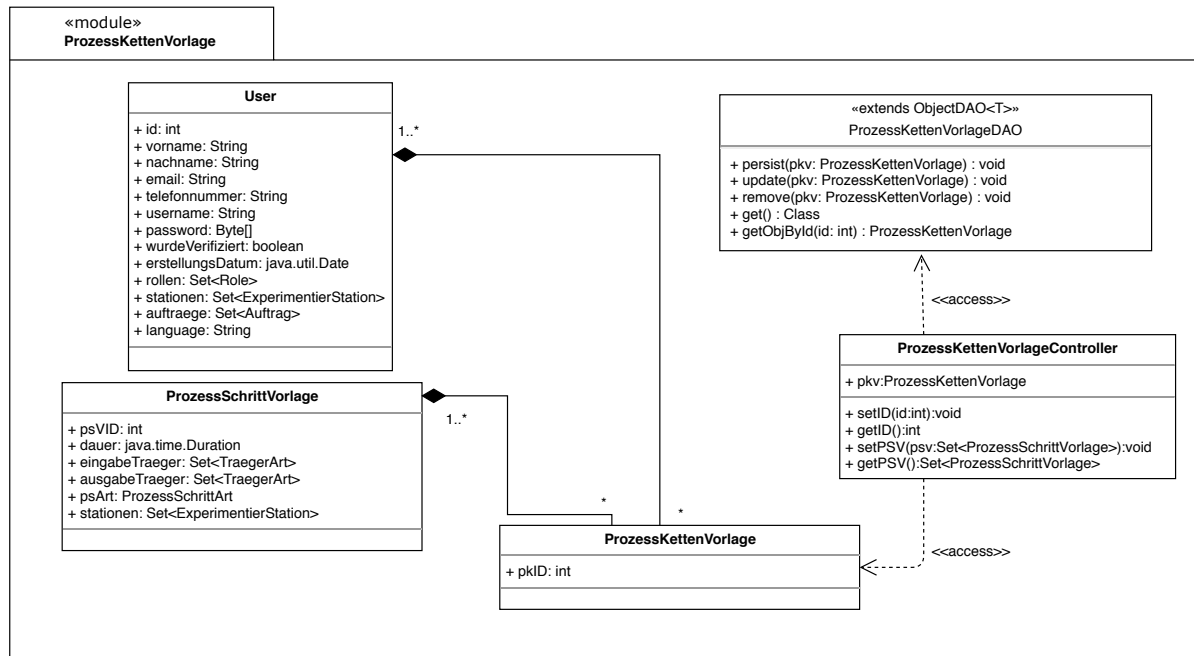 «module»
ProzessKettenVorlage
User
+ id: int
+ vorname: String
+ nachname: String
+ email: String
+ telefonnummer: String
+ username: String
+ password: Byte[]
+ wurdeVerifiziert: boolean
+ erstellungsDatum: java.util.Date
+ rollen: Set<Role>
+ stationen: Set<ExperimentierStation>
+ auftraege: Set<Auftrag>
+ language: String
1..*
«extends ObjectDAO<T>»
ProzessKettenVorlageDAO
+ persist(pkv: ProzessKettenVorlage) : void
+ update(pkv: ProzessKettenVorlage) : void
+ remove(pkv: ProzessKettenVorlage) : void
+ get() : Class
+ getObjById(id: int) : ProzessKettenVorlage
<<access>>
ProzessKettenVorlageController
+ pkv:ProzessKettenVorlage
+ setID(id:int):void
+ getID():int
+ setPSV(psv:Set<ProzessSchrittVorlage>):void
+ getPSV():Set<ProzessSchrittVorlage>
ProzessSchrittVorlage
+ psVID: int
+ dauer: java.time.Duration
+ eingabeTraeger: Set<TraegerArt>
+ ausgabeTraeger: Set<TraegerArt>
+ psArt: ProzessSchrittArt
+ stationen: Set<ExperimentierStation>
1..*
*
*
ProzessKettenVorlage
+ pkID: int
<<access>>